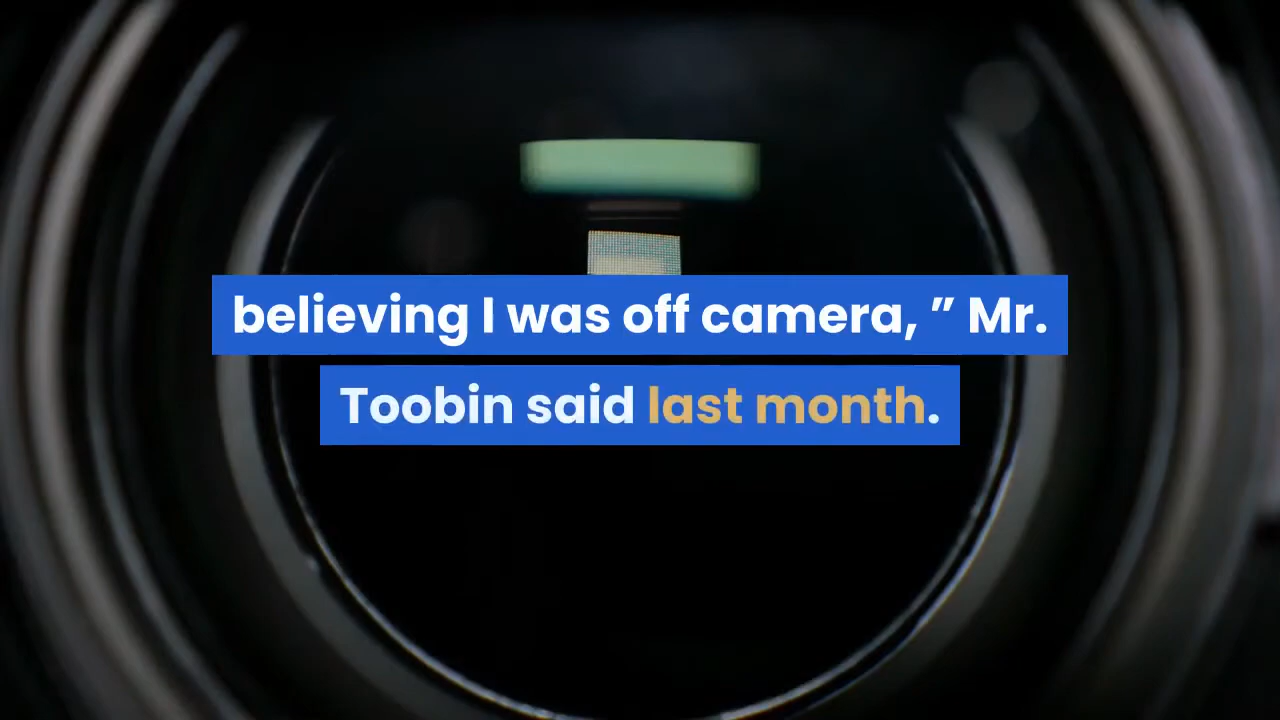 believing I was off camera, ” Mr.
Toobin said last month.